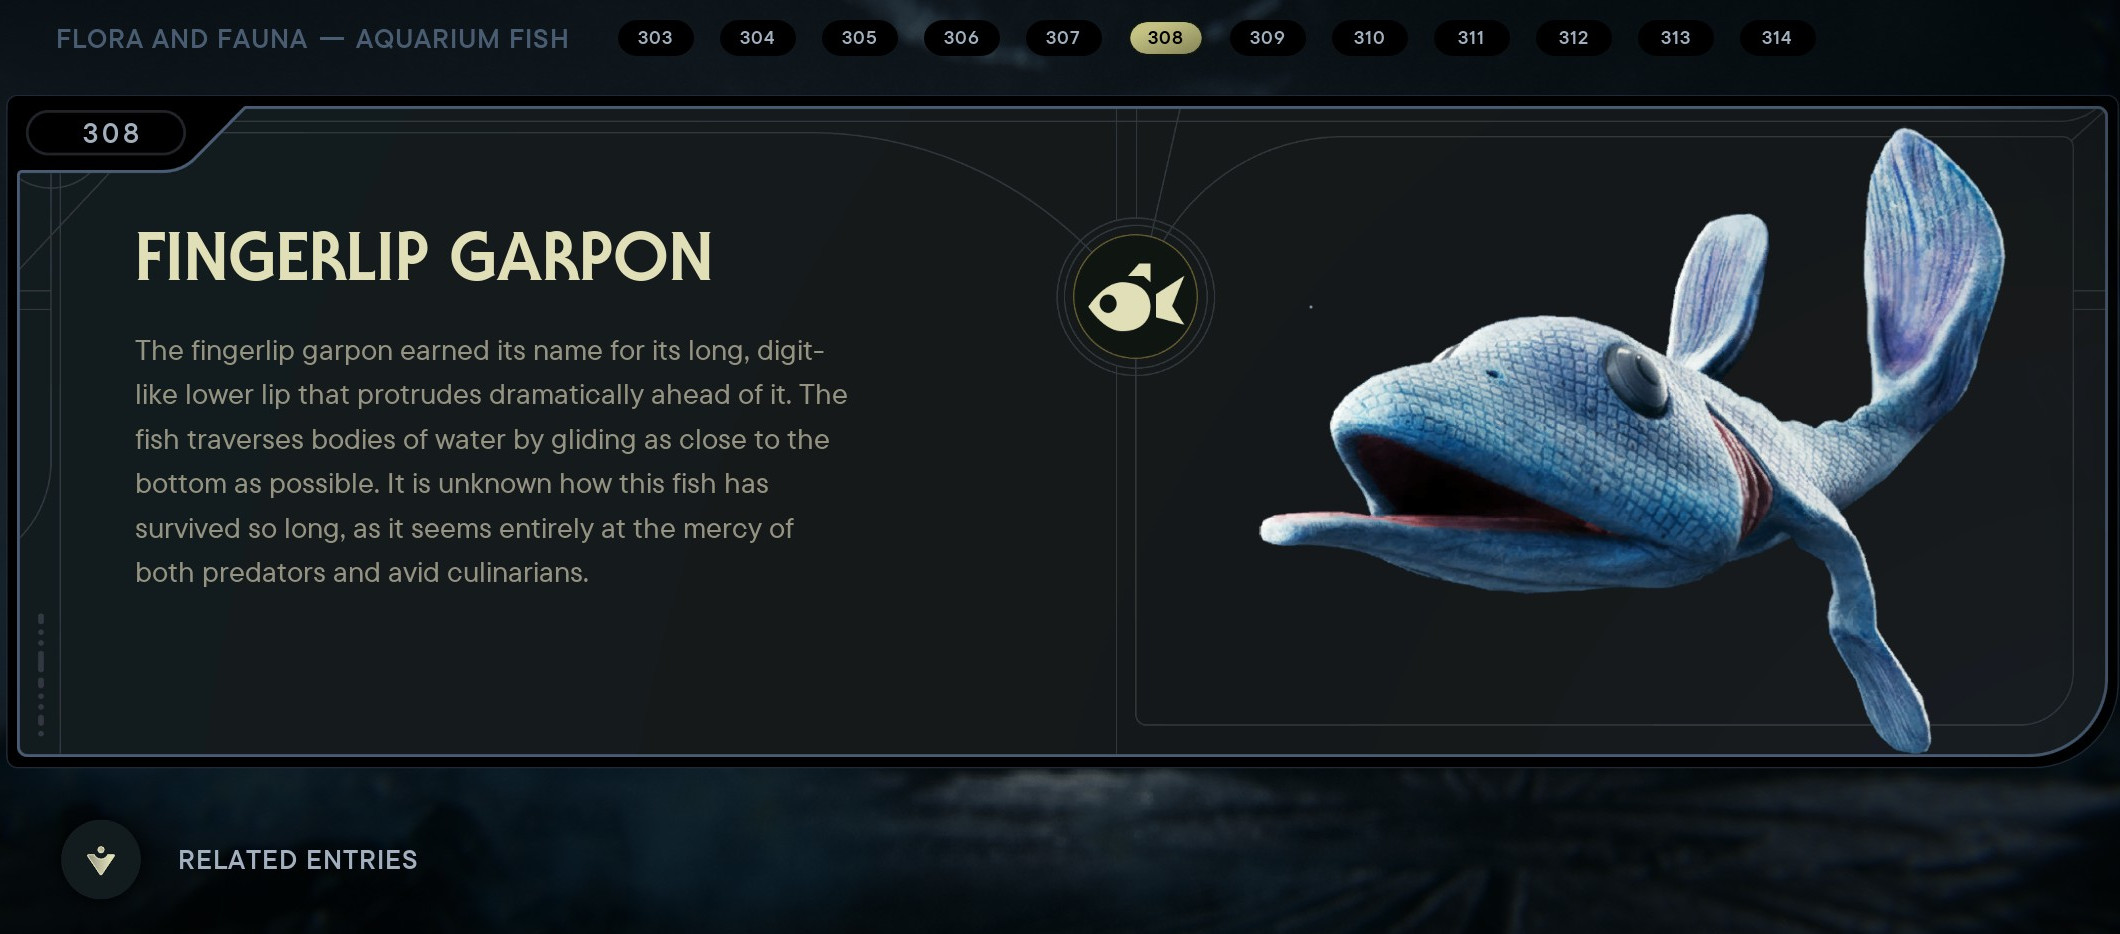 FLORA AND FAUNA — AQUARIUM FISH 303 304 305 306 307 308 309 310 311 312 313 314
308
FINGERLIP GARPON
The fingerlip garpon earned its name for its long, digit-
like lower lip that protrudes dramatically ahead of it. The
fish traverses bodies of water by gliding as close to the
bottom as possible. It is unknown how this fish has
survived so long, as it seems entirely at the mercy of
both predators and avid culinarians.
RELATED ENTRIES